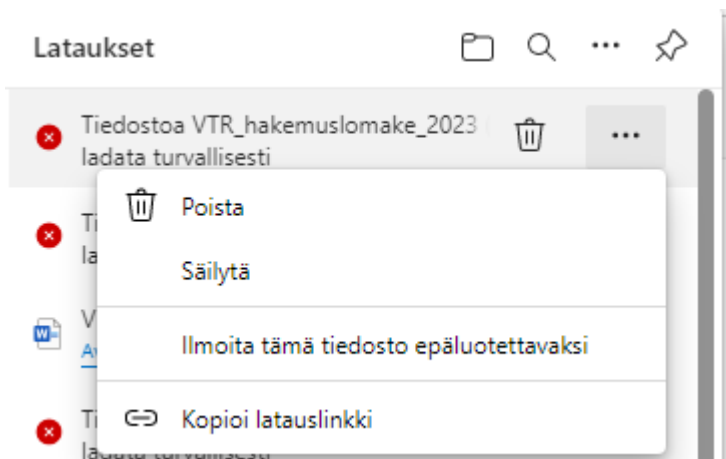 Lataukset
Tiedostoa VTR_hakemuslomake_2023
ladata turvallisesti
Poista
Säilytä
Ilmoita tämä tiedosto epäluotettavaksi
Kopioi latauslinkki